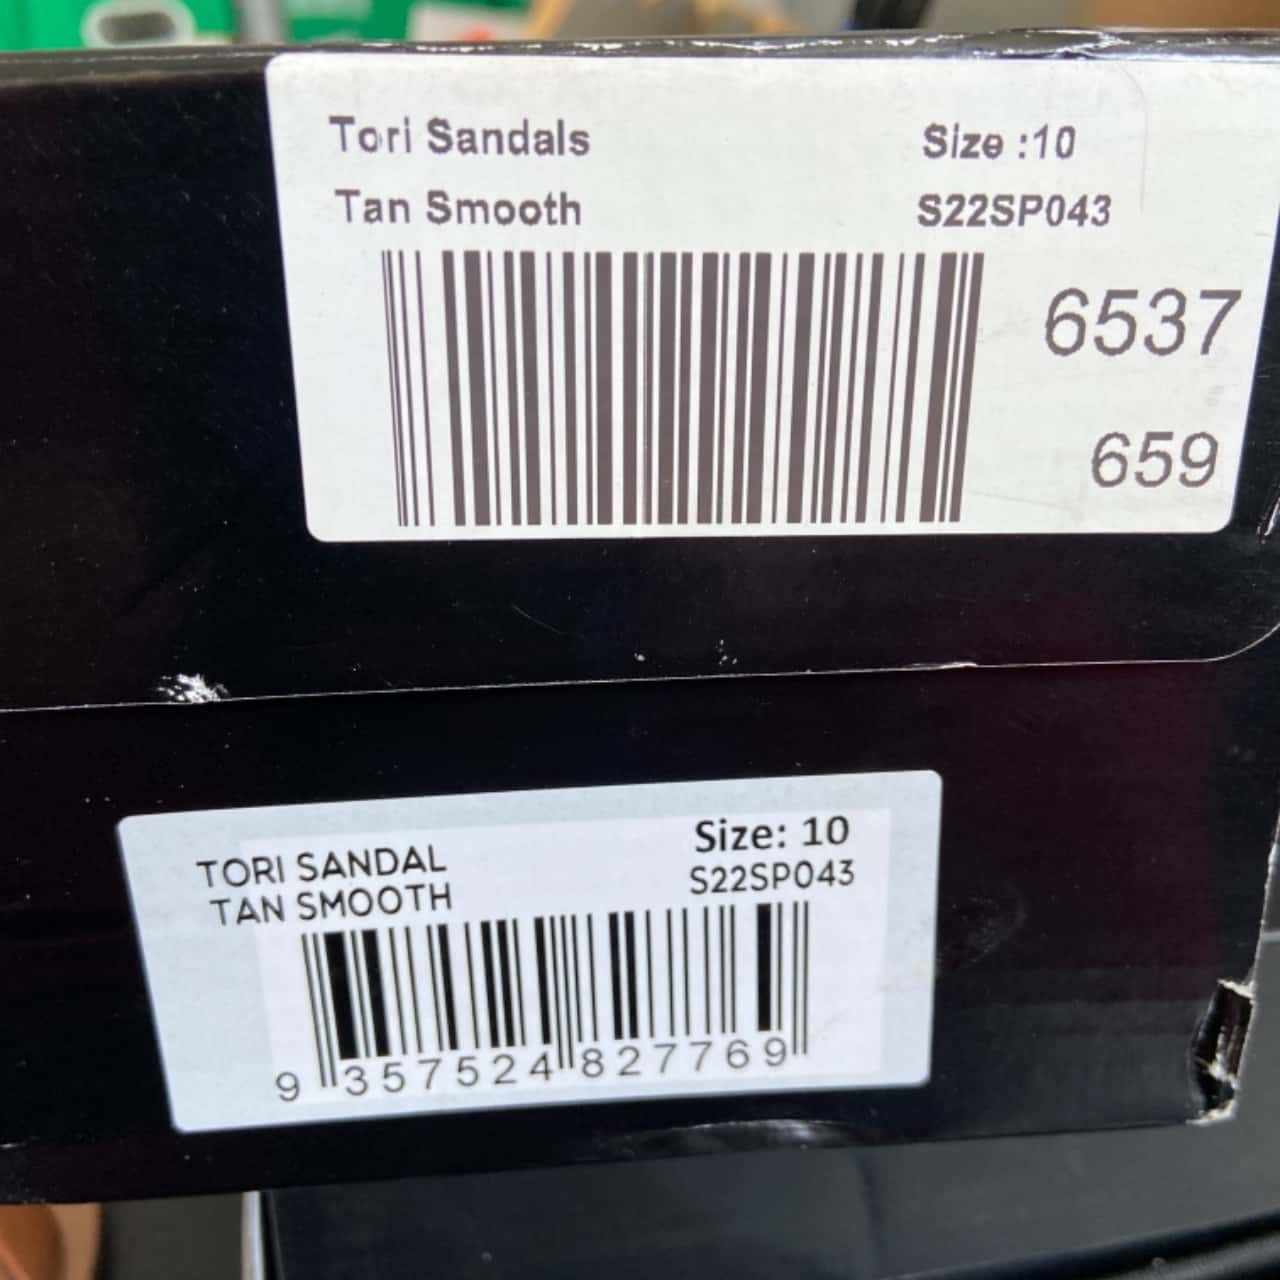 Tori Sandals Size :10
Tan Smooth S22SP043
6537
659
TORI SANDAL Size: 10
TAN SMOOTH S22SP043
9 357524 827769